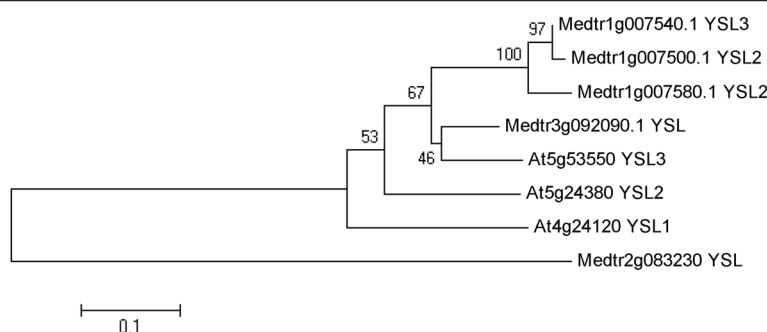 97
Medtr1g007540.1 YSL3
100
Medtr1g007500.1 YSL2
Medtr1g007580.1 YSL2
67
Medtr3g092090.1 YSL
53
46
At5g53550 YSL3
At5g24380 YSL2
At4g24120 YSL1
Medtr2g083230 YSL
0.1